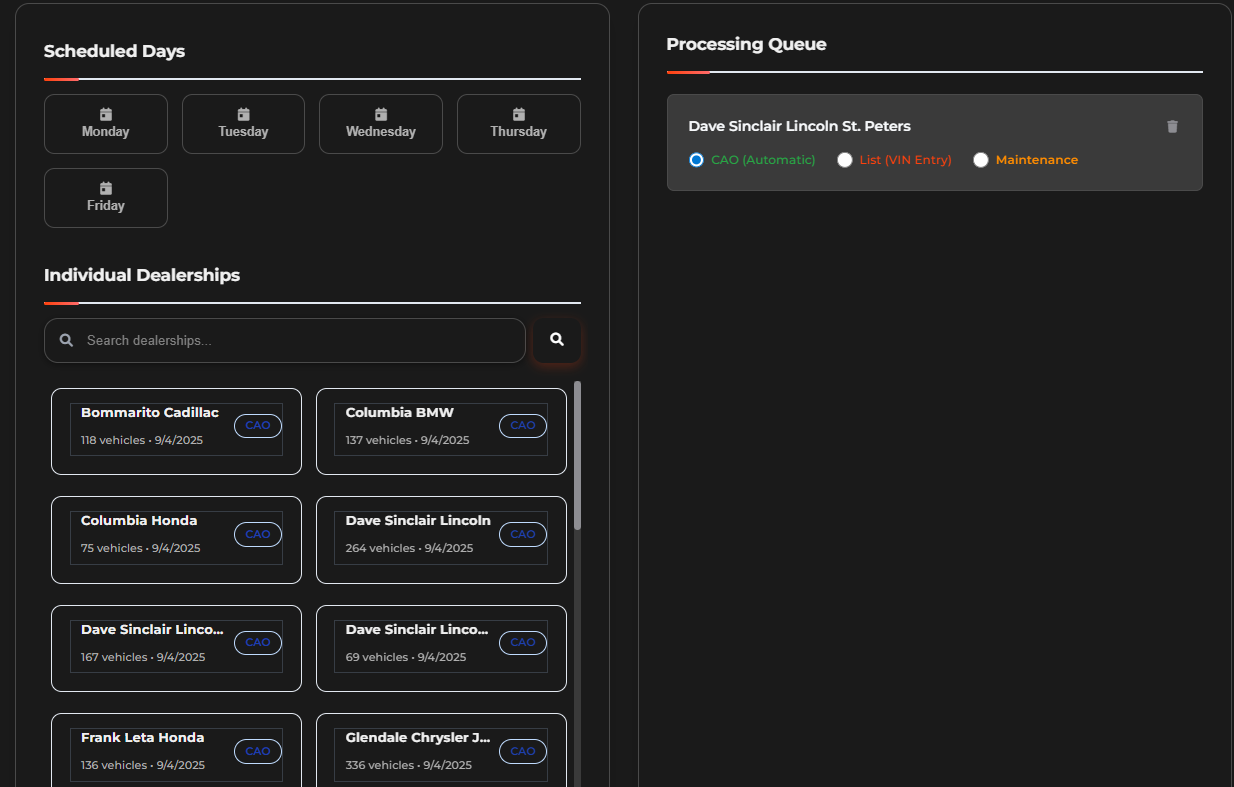 Scheduled Days
Monday
Tuesday
Wednesday
Thursday
Friday
Individual Dealerships
Search dealerships...
Bommarito Cadillac
118 vehicles • 9/4/2025
CAO
Columbia BMW
137 vehicles • 9/4/2025
CAO
Columbia Honda
75 vehicles • 9/4/2025
CAO
Dave Sinclair Lincoln
264 vehicles • 9/4/2025
CAO
Dave Sinclair Linco...
167 vehicles • 9/4/2025
CAO
Dave Sinclair Linco...
69 vehicles • 9/4/2025
CAO
Frank Leta Honda
136 vehicles • 9/4/2025
CAO
Glendale Chrysler J...
336 vehicles • 9/4/2025
CAO
Processing Queue
Dave Sinclair Lincoln St. Peters
CAO (Automatic)
List (VIN Entry)
Maintenance